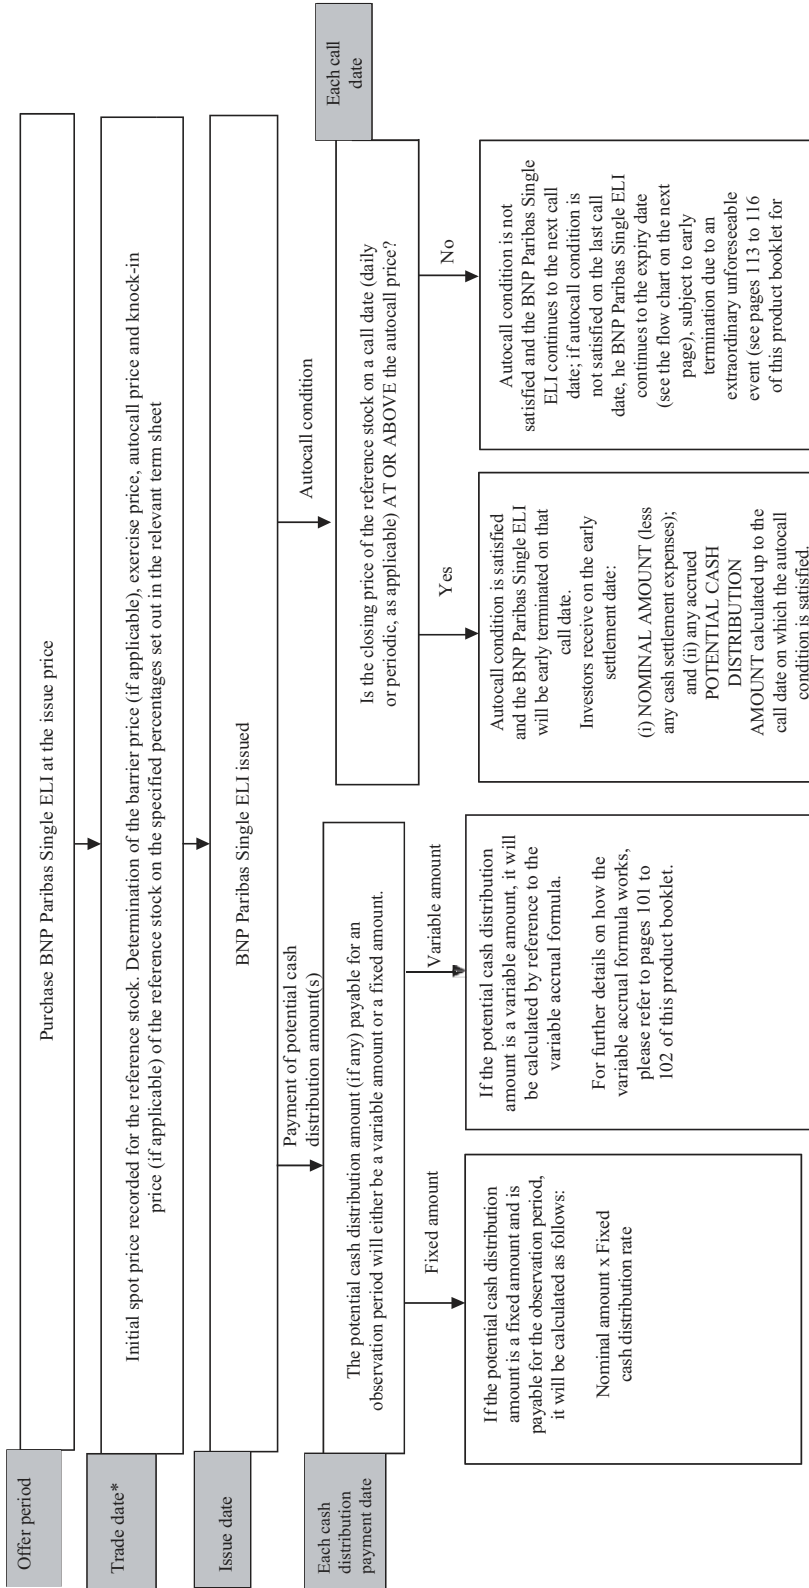 Offer period
Purchase BNP Paribas Single ELI at the issue price
Trade date*
Initial spot price recorded for the reference stock. Determination of the barrier price (if applicable), exercise price, autocall price and knock-in
price (if applicable) of the reference stock on the specified percentages set out in the relevant term sheet
Issue date
BNP Paribas Single ELI issued
Payment of potential cash
distribution amount(s)
Autocall condition
Each cash
distribution
payment date
The potential cash distribution amount (if any) payable for an
observation period will either be a variable amount or a fixed amount.
Each call
date
Is the closing price of the reference stock on a call date (daily
or periodic, as applicable) AT OR ABOVE the autocall price?
Fixed amount
Variable amount
Yes
No
If the potential cash distribution
amount is a fixed amount and is
payable for the observation period,
it will be calculated as follows:
Nominal amount x Fixed
cash distribution rate
If the potential cash distribution
amount is a variable amount, it will
be calculated by reference to the
variable accrual formula.
For further details on how the
variable accrual formula works,
please refer to pages 101 to
102 of this product booklet.
Autocall condition is satisfied
and the BNP Paribas Single ELI
will be early terminated on that
call date.
Investors receive on the early
settlement date:
(i) NOMINAL AMOUNT (less
any cash settlement expenses);
and (ii) any accrued
POTENTIAL CASH
DISTRIBUTION
AMOUNT calculated up to the
call date on which the autocall
condition is satisfied.
Autocall condition is not
satisfied and the BNP Paribas Single
ELI continues to the next call
date; if autocall condition is
not satisfied on the last call
date, he BNP Paribas Single ELI
continues to the expiry date
(see the flow chart on the next
page), subject to early
termination due to an
extraordinary unforeseeable
event (see pages 113 to 116
of this product booklet for